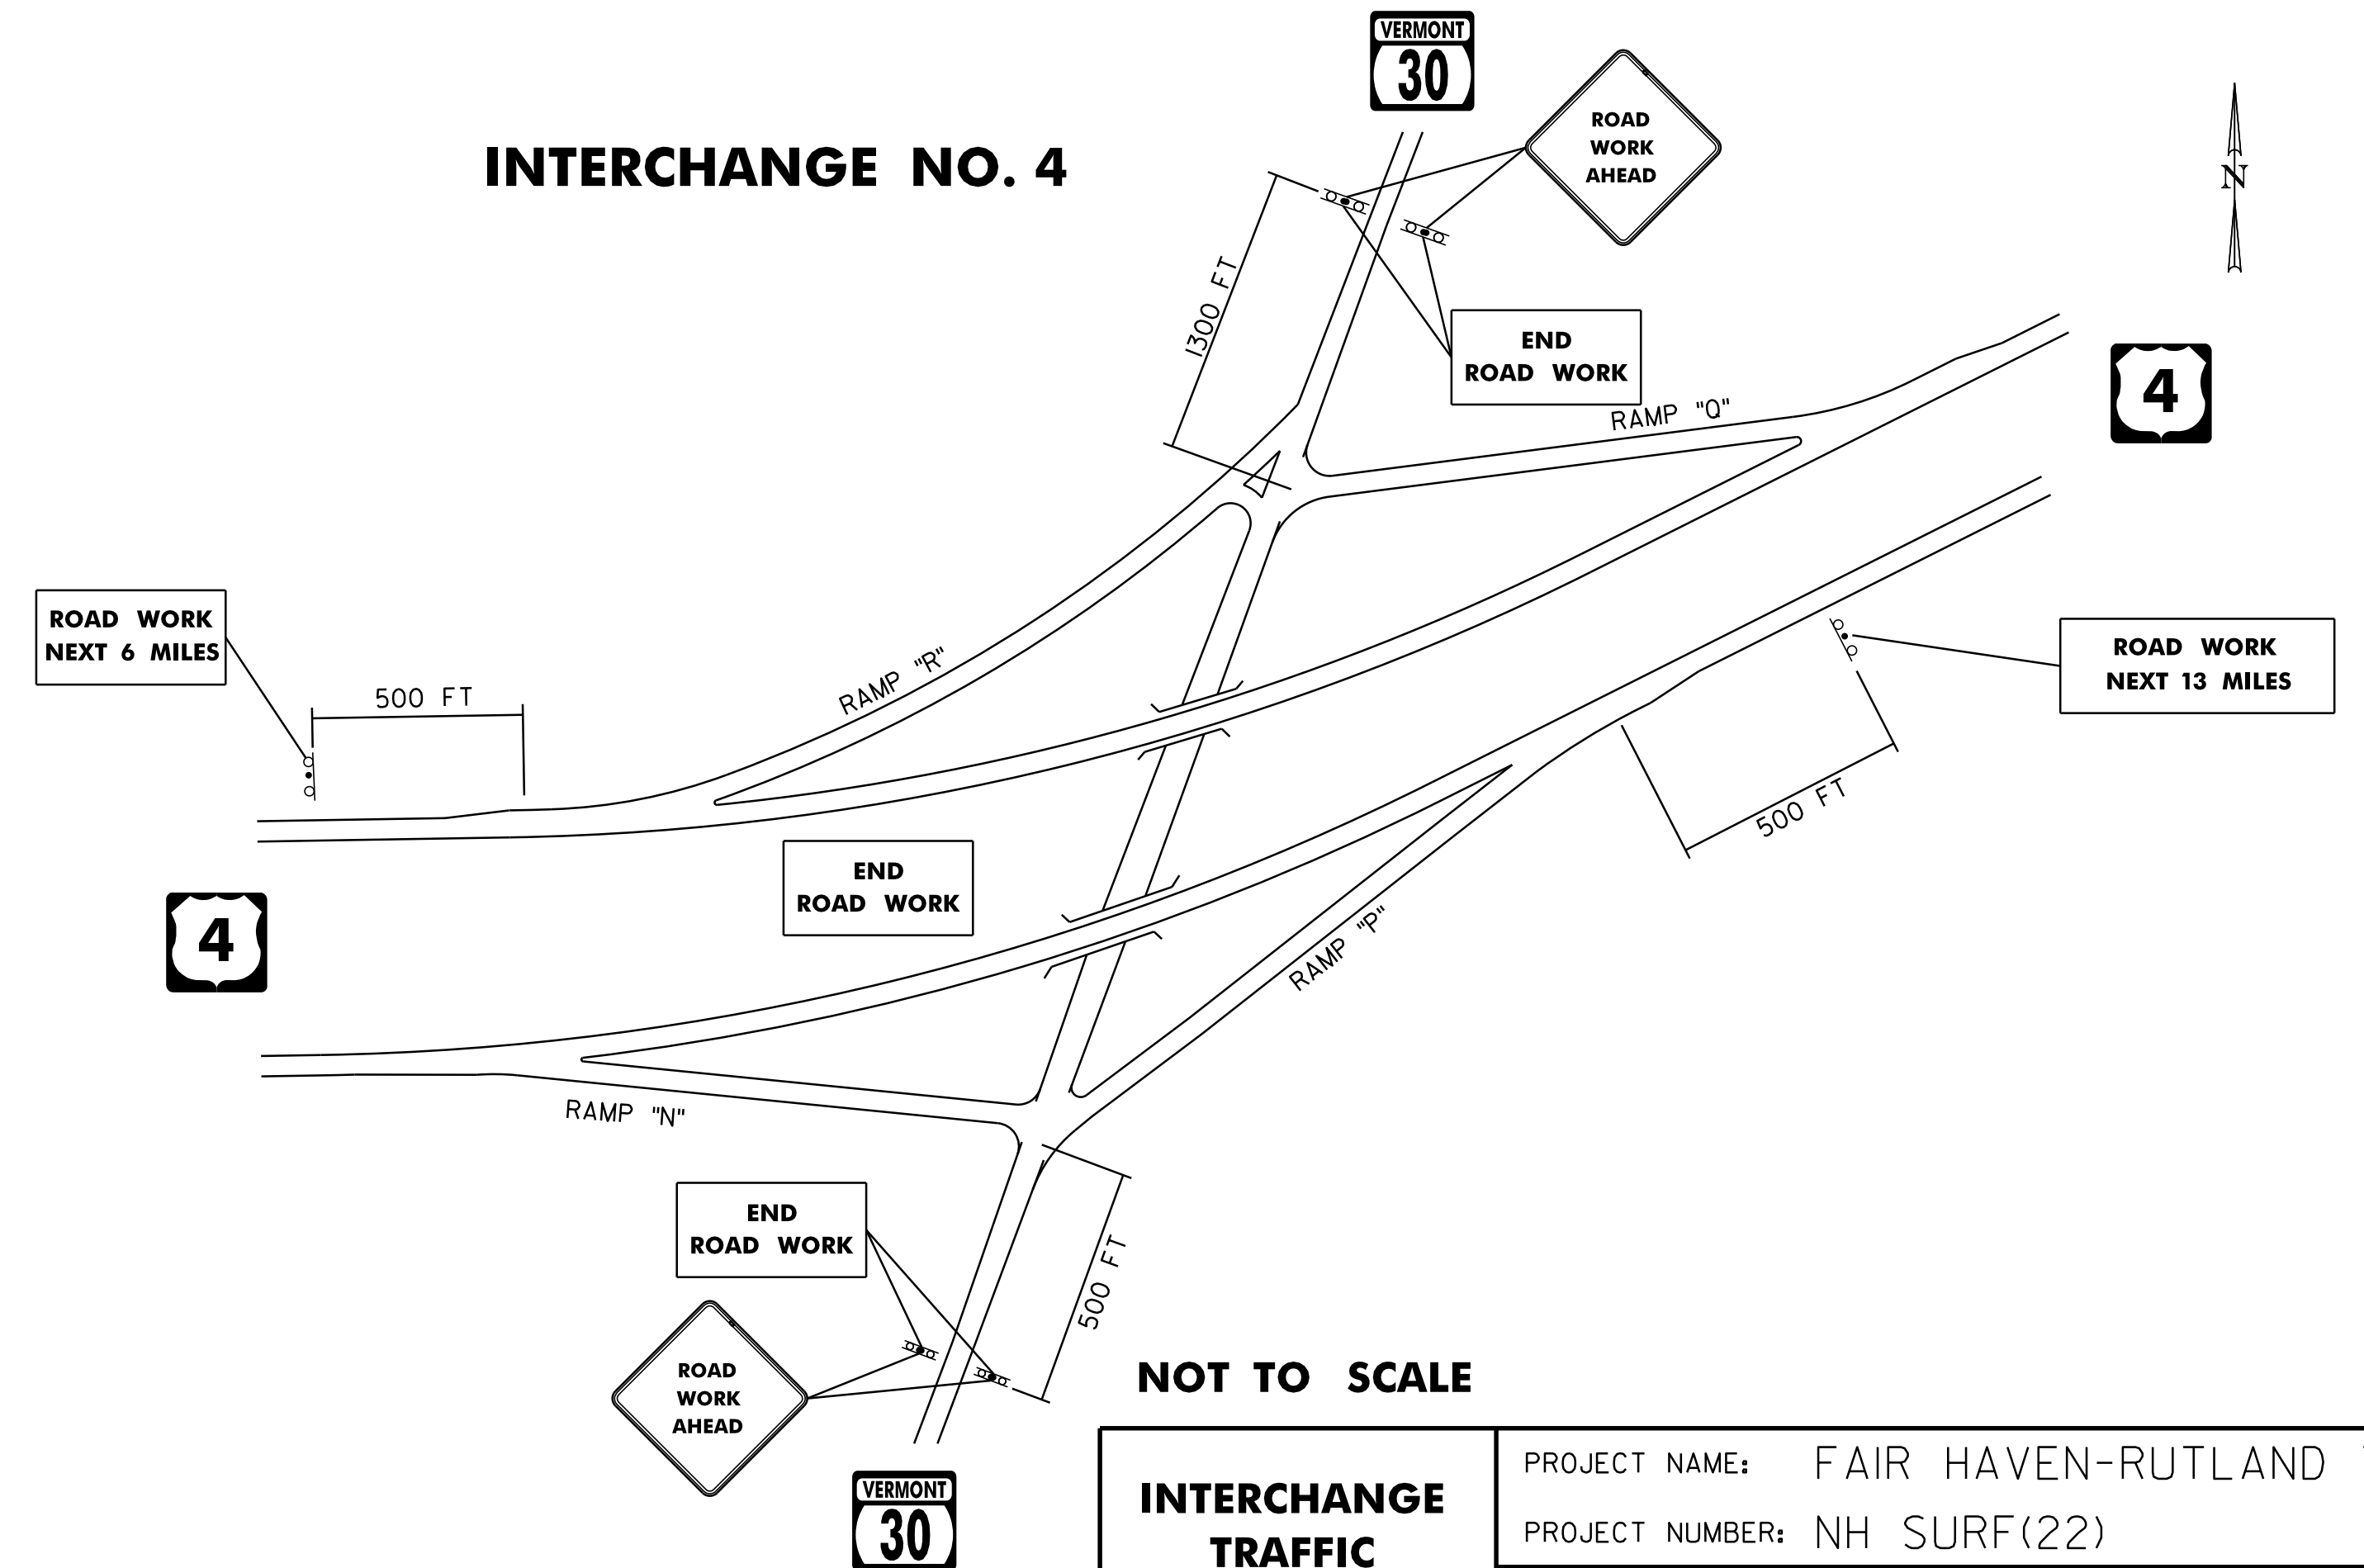 VERMONT
30
ROAD
WORK
AHEAD
INTERCHANGE NO. 4
N
1300 FT
END
ROAD WORK
RAMP "Q"
4
ROAD WORK
NEXT 6 MILES
500 FT
RAMP "R"
ROAD WORK
NEXT 13 MILES
500 FT
END
ROAD WORK
4
RAMP "P"
RAMP "N"
END
ROAD WORK
500 FT
ROAD
WORK
AHEAD
NOT TO SCALE
VERMONT
30
INTERCHANGE
TRAFFIC
PROJECT NAME: FAIR HAVEN-RUTLAND
PROJECT NUMBER: NH SURF(22)